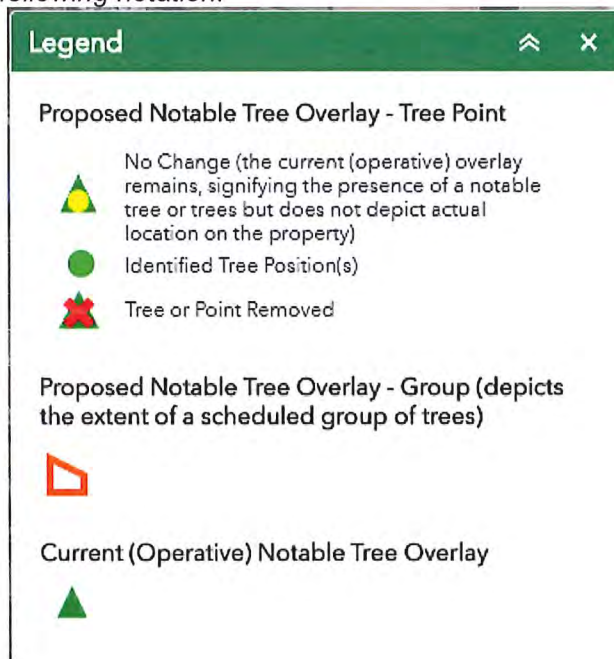 following notation:
Legend
Proposed Notable Tree Overlay - Tree Point
No Change (the current (operative) overlay
remains, signifying the presence of a notable
tree or trees but does not depict actual
location on the property)
Identified Tree Position(s)
Tree or Point Removed
Proposed Notable Tree Overlay - Group (depicts
the extent of a scheduled group of trees)
Current (Operative) Notable Tree Overlay